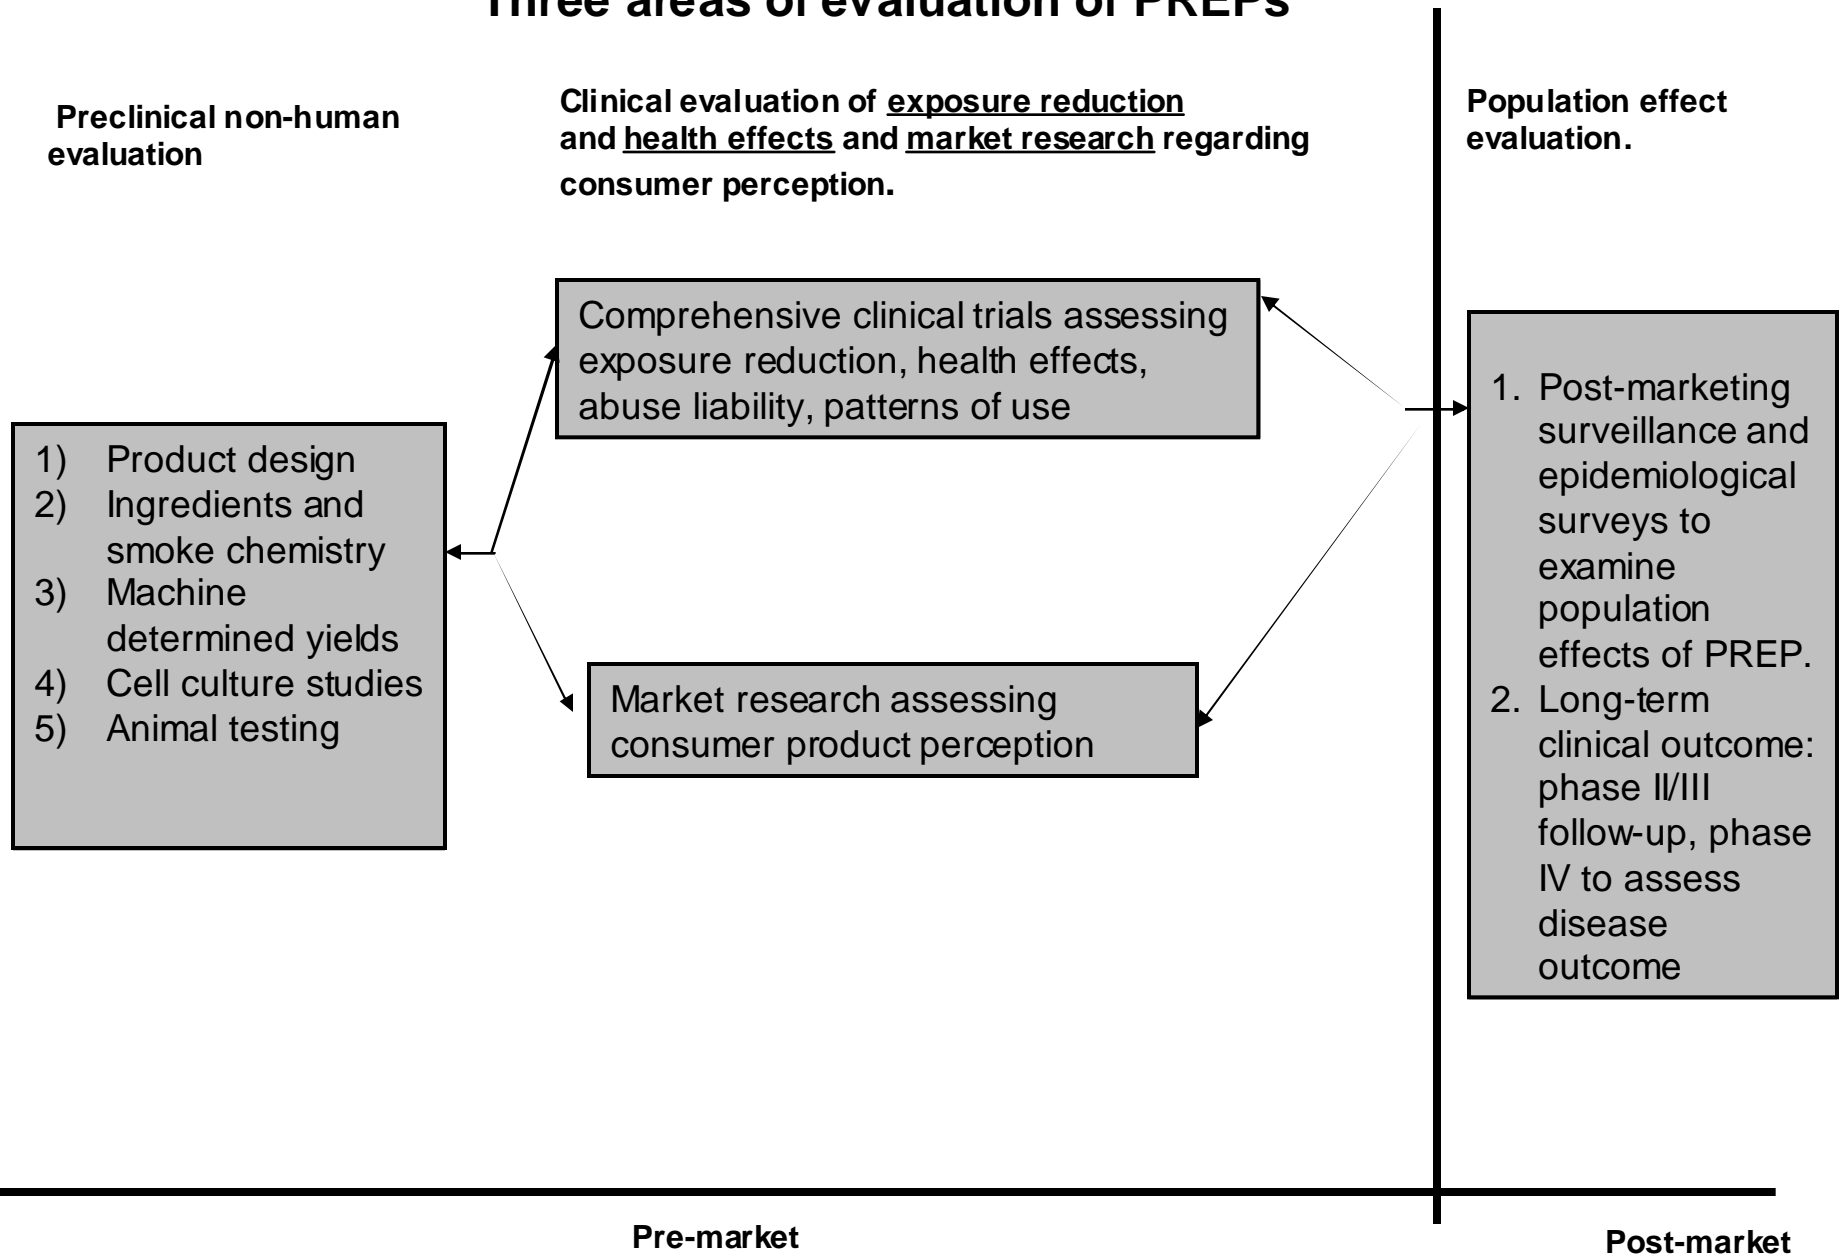 Three areas of evaluation of PREPs
Preclinical non-human
evaluation
Clinical evaluation of exposure reduction
and health effects and market research regarding
consumer perception.
Population effect
evaluation.
Comprehensive clinical trials assessing
exposure reduction, health effects,
abuse liability, patterns of use
1) Product design
2) Ingredients and
smoke chemistry
3) Machine
determined yields
4) Cell culture studies
5) Animal testing
Market research assessing
consumer product perception
1. Post-marketing
surveillance and
epidemiological
surveys to
examine
population
effects of PREP.
2. Long-term
clinical outcome:
phase II/III
follow-up, phase
IV to assess
disease
outcome
Pre-market
Post-market